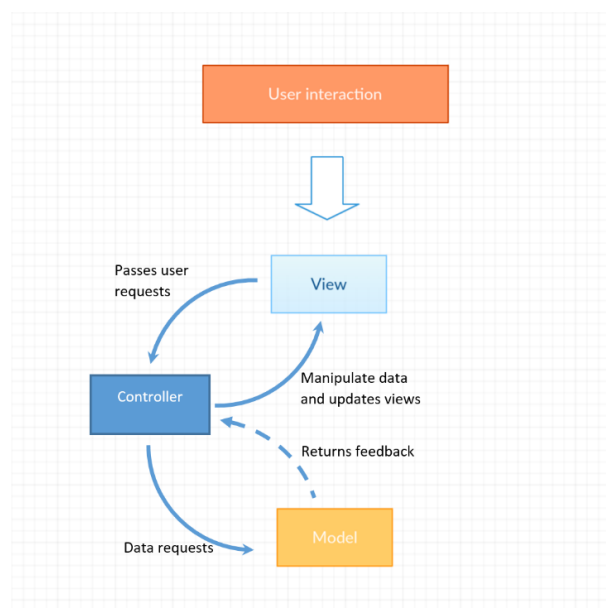 User interaction
Passes user
requests
View
Manipulate data
and updates views
Controller
Returns feedback
Data requests
Model